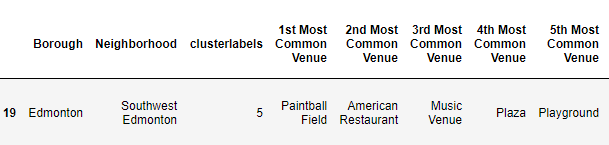 1st Most 2nd Most 3rd Most 4th Most 5th Most
Borough Neighborhood clusterlabels Common Common Common Common Common
Venue Venue Venue Venue Venue
19 Edmonton Southwest 5 Paintball American Music Plaza Playground
Edmonton Field Restaurant Venue